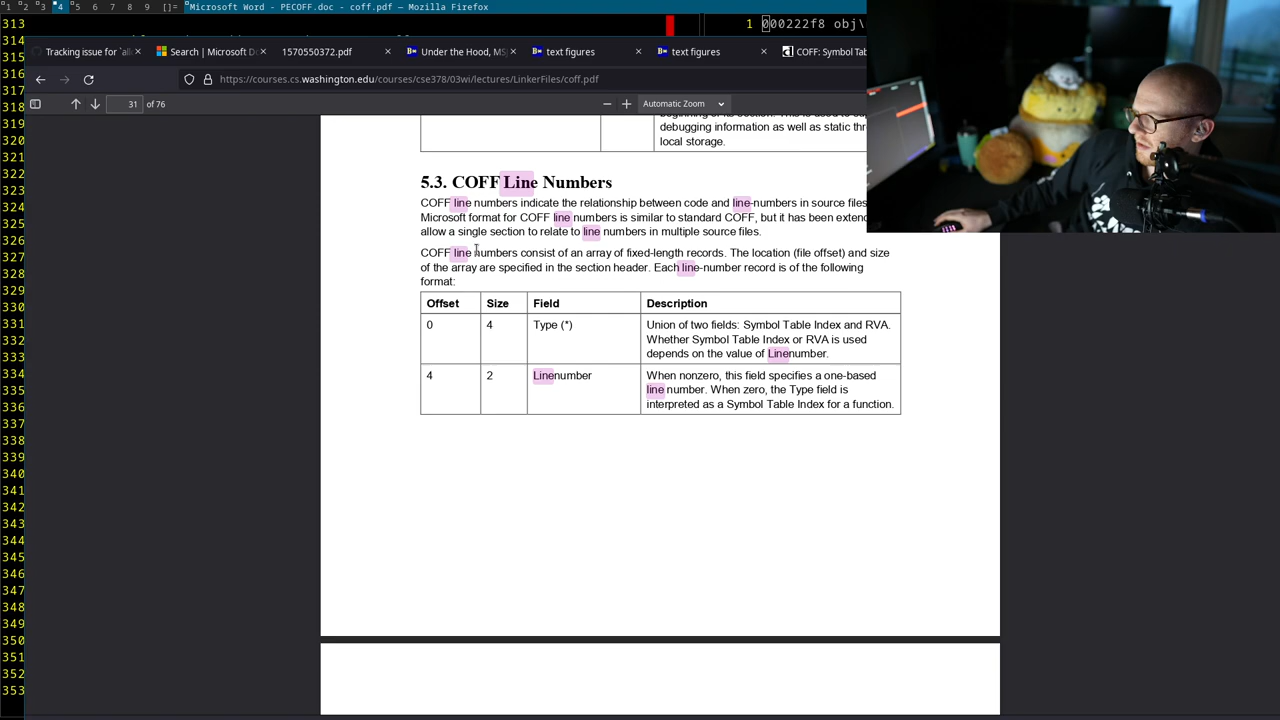 1 2 3 4 5 6 7 8 9 []= Microsoft Word - PECOFF.doc - coff.pdf — Mozilla Firefox
313
1 000222f8 obj\
314
Tracking issue for `all
Search | Microsoft D
1570550372.pdf
Under the Hood, MSJ
text figures
text figures
COFF: Symbol Tab
315
316
https://courses.cs.washington.edu/courses/cse378/03wi/lectures/LinkerFiles/coff.pdf
317
318
31 of 76
Automatic Zoom
319
debugging information as well as static thr
320
local storage.
321
322
5.3. COFF Line Numbers
323
COFF line numbers indicate the relationship between code and line-numbers in source files
324
Microsoft format for COFF line numbers is similar to standard COFF, but it has been extend
325
allow a single section to relate to line numbers in multiple source files.
326
COFF line numbers consist of an array of fixed-length records. The location (file offset) and size
327
of the array are specified in the section header. Each line-number record is of the following
328
format:
329
Offset Size Field Description
330
0 4 Type (*) Union of two fields: Symbol Table Index and RVA.
331
Whether Symbol Table Index or RVA is used
332
depends on the value of Linenumber.
333
334
4 2 Linenumber When nonzero, this field specifies a one-based
335
line number. When zero, the Type field is
336
interpreted as a Symbol Table Index for a function.
337
338
339
340
341
342
343
344
345
346
347
348
349
350
351
352
353